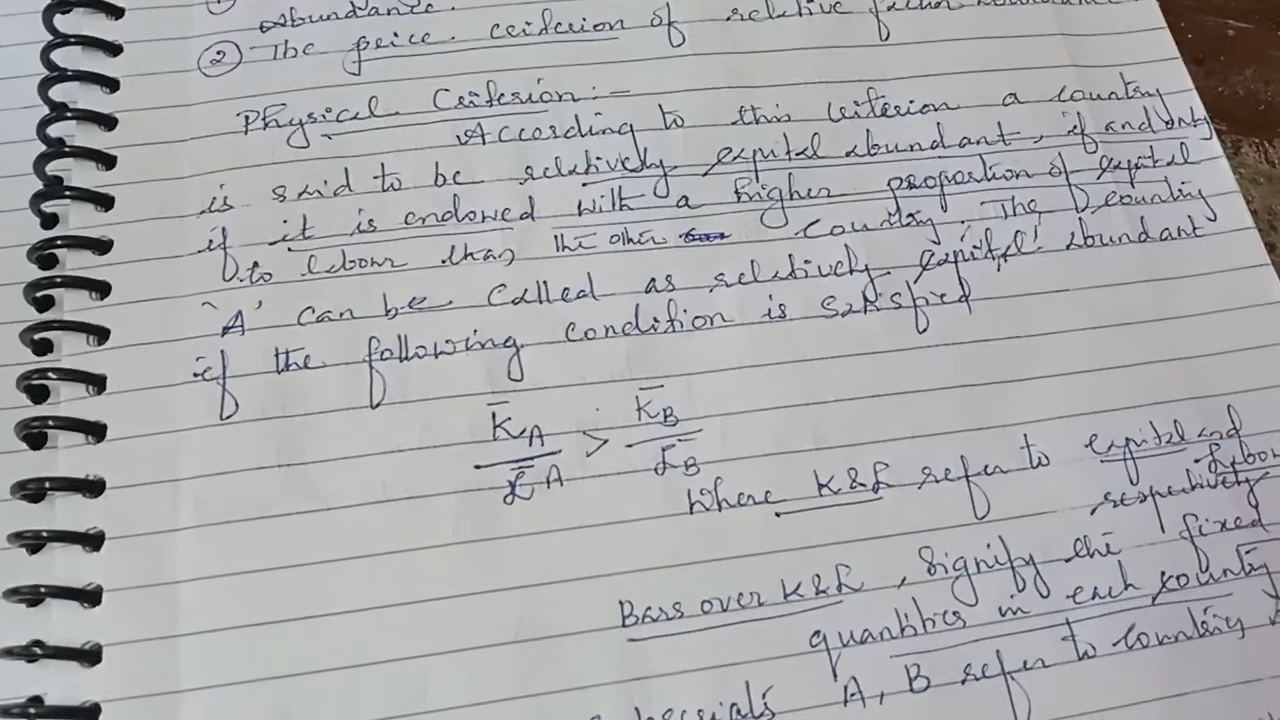 abundance.
② The price criterion of relative factor
Physical Criterion:-
According to this criterion a country
is said to be relatively capital abundant, if and only
if it is endowed with a higher proportion of capital
to labour than the other country. The country
'A' can be called as relatively capital abundant
if the following condition is satisfied
K̄A / L̄A > K̄B / L̄B
Where K & L refer to capital and
Labour
respectively
Bars over K & L, Signify the fixed
quantities in each country
A, B refer to country